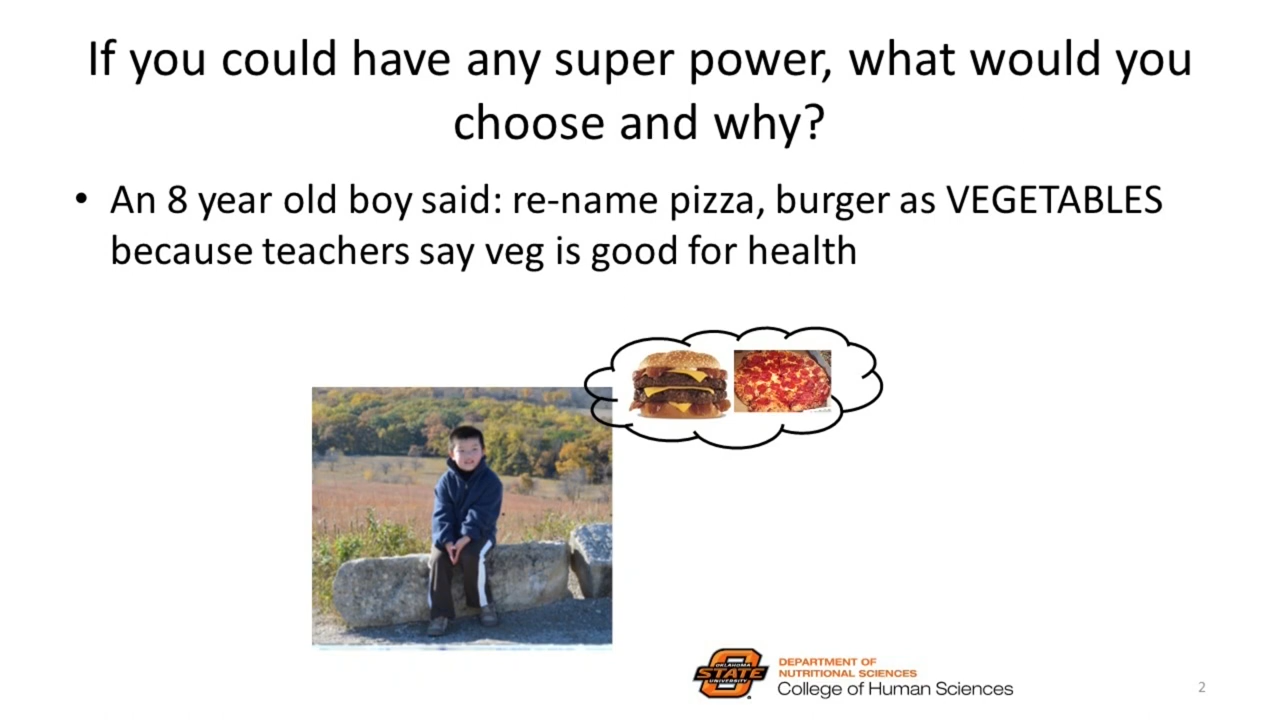 If you could have any super power, what would you
choose and why?
• An 8 year old boy said: re-name pizza, burger as VEGETABLES
because teachers say veg is good for health
OKLAHOMA
STATE
UNIVERSITY
DEPARTMENT OF
NUTRITIONAL SCIENCES
College of Human Sciences
2